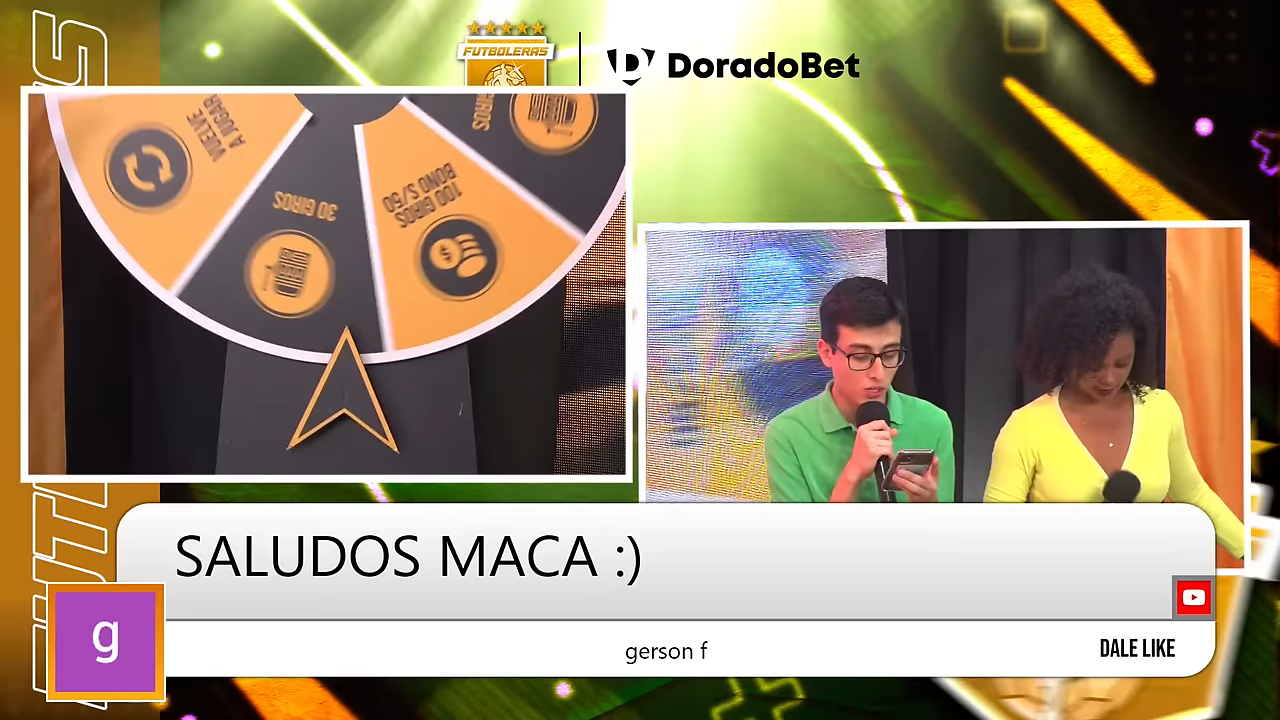 FUTBOLERAS
DoradoBet
VUELVE
A JUGAR
30 GIROS
100 GIROS
BONO S/50
GIROS
SALUDOS MACA :)
g
gerson f
DALE LIKE